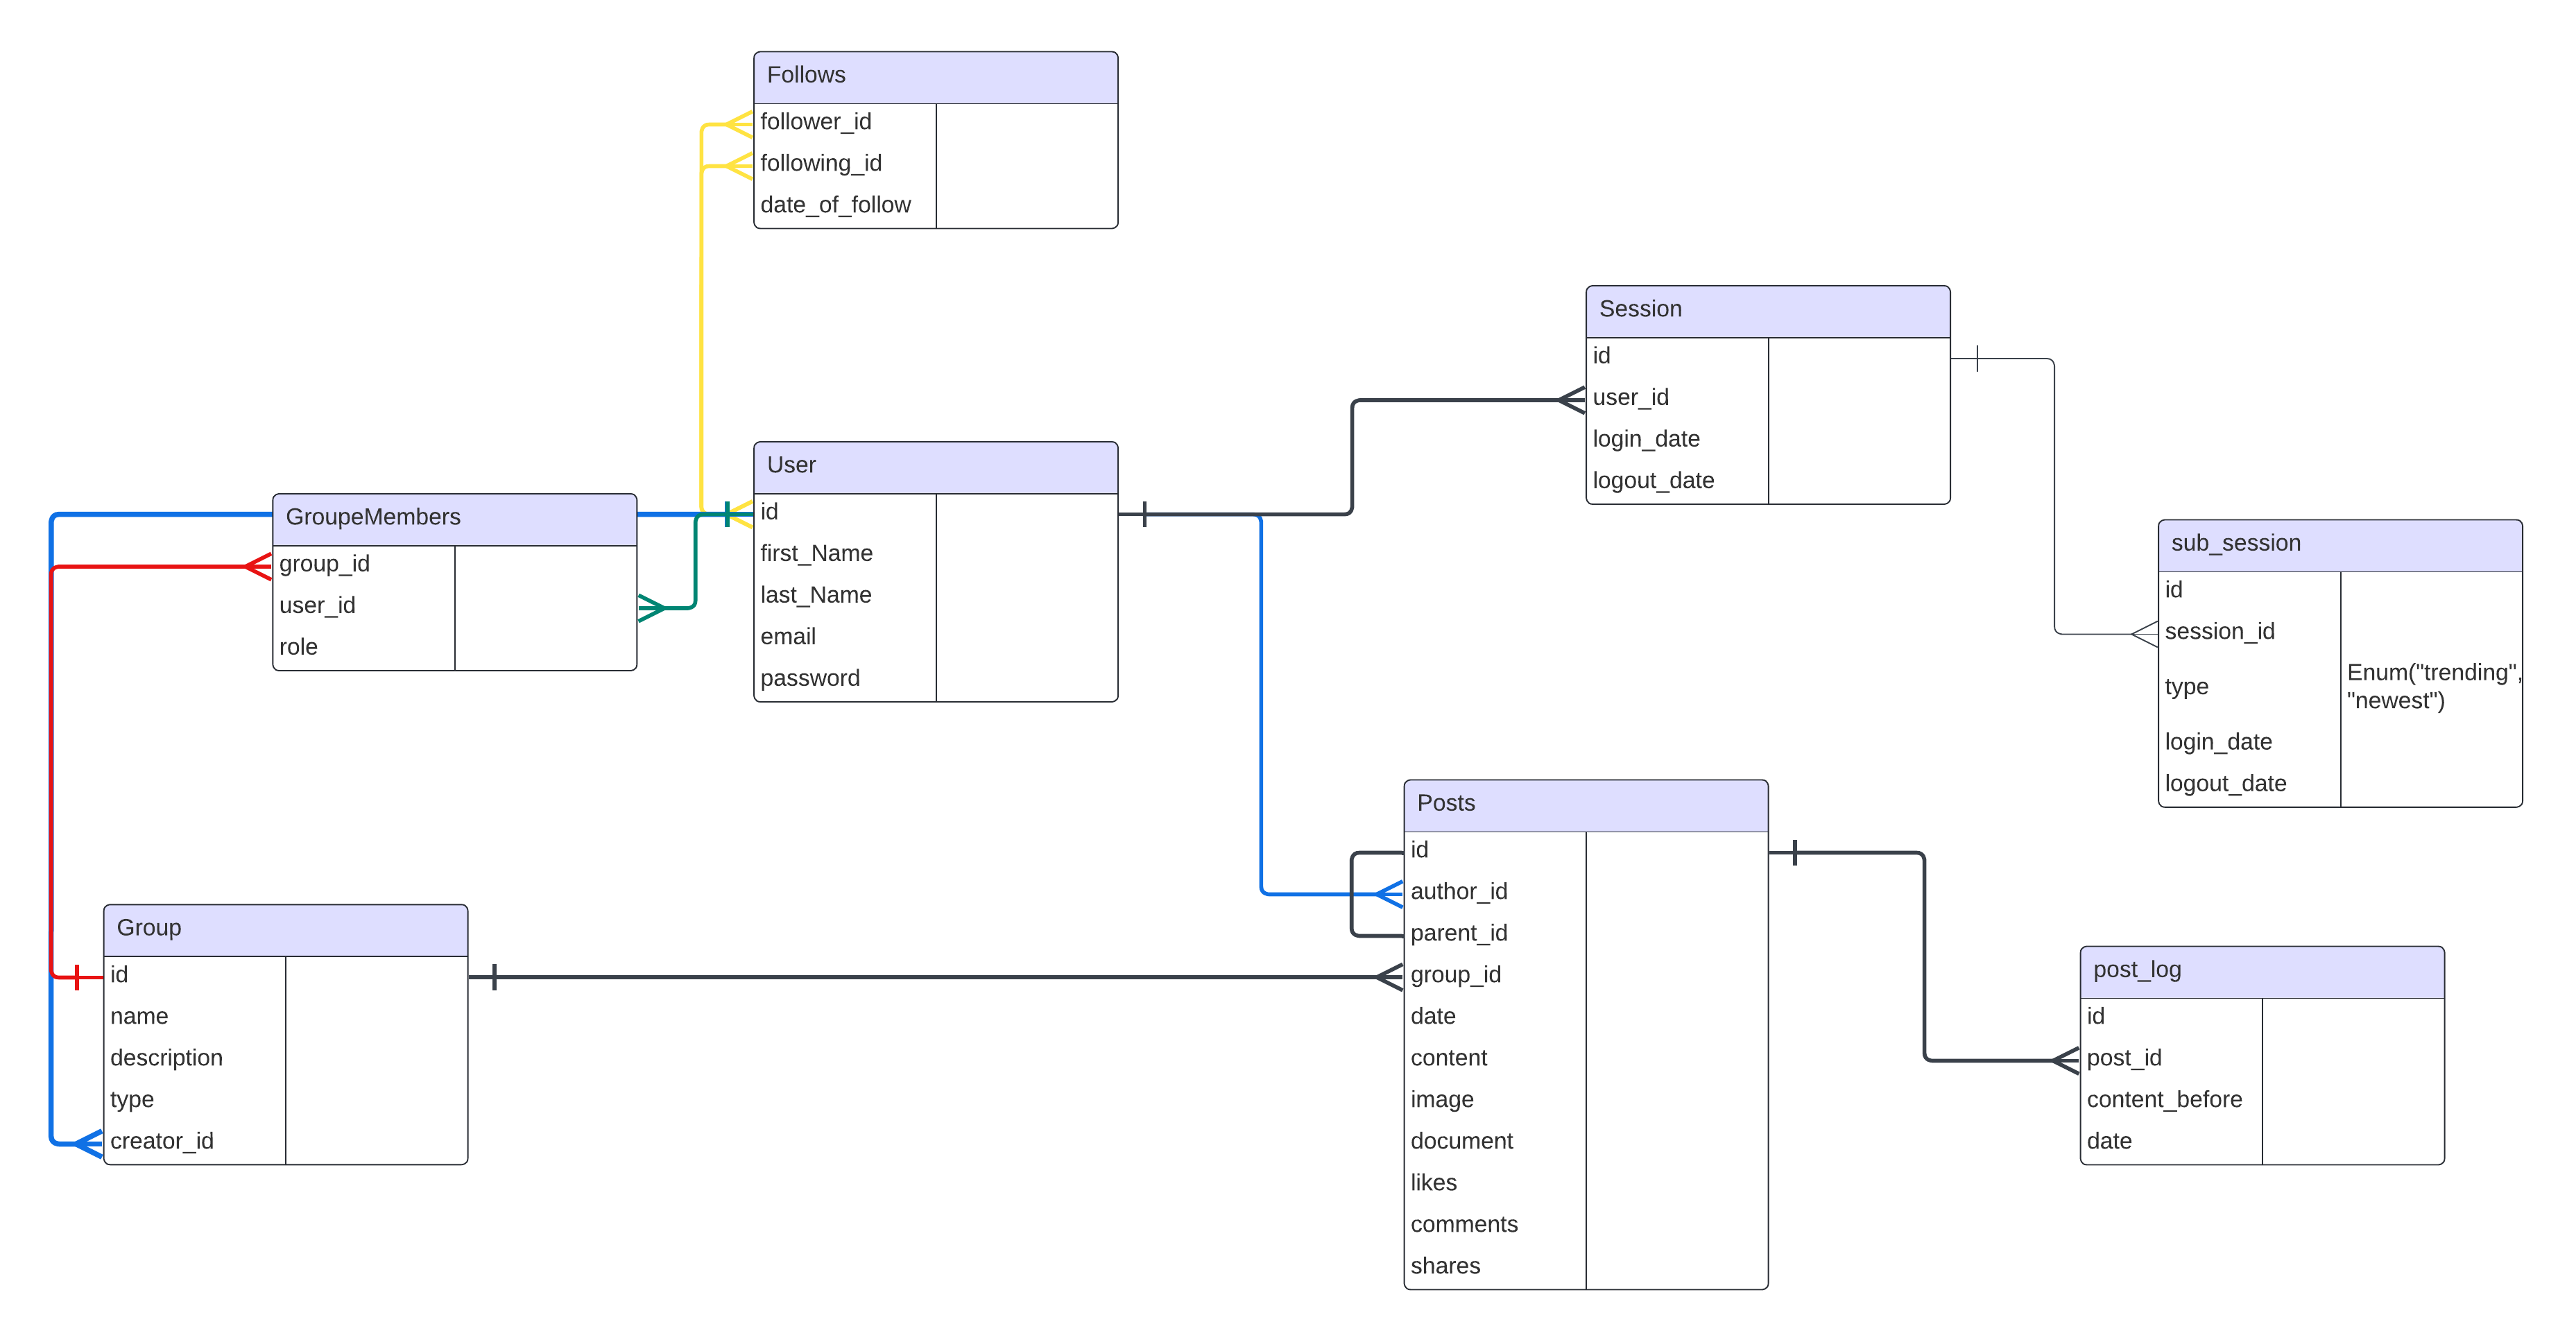 Follows
follower_id
following_id
date_of_follow
Session
id
user_id
login_date
logout_date
User
id
first_Name
last_Name
email
password
GroupeMembers
group_id
user_id
role
sub_session
id
session_id
type
Enum("trending",
"newest")
login_date
logout_date
Posts
id
author_id
parent_id
group_id
date
content
image
document
likes
comments
shares
Group
id
name
description
type
creator_id
post_log
id
post_id
content_before
date